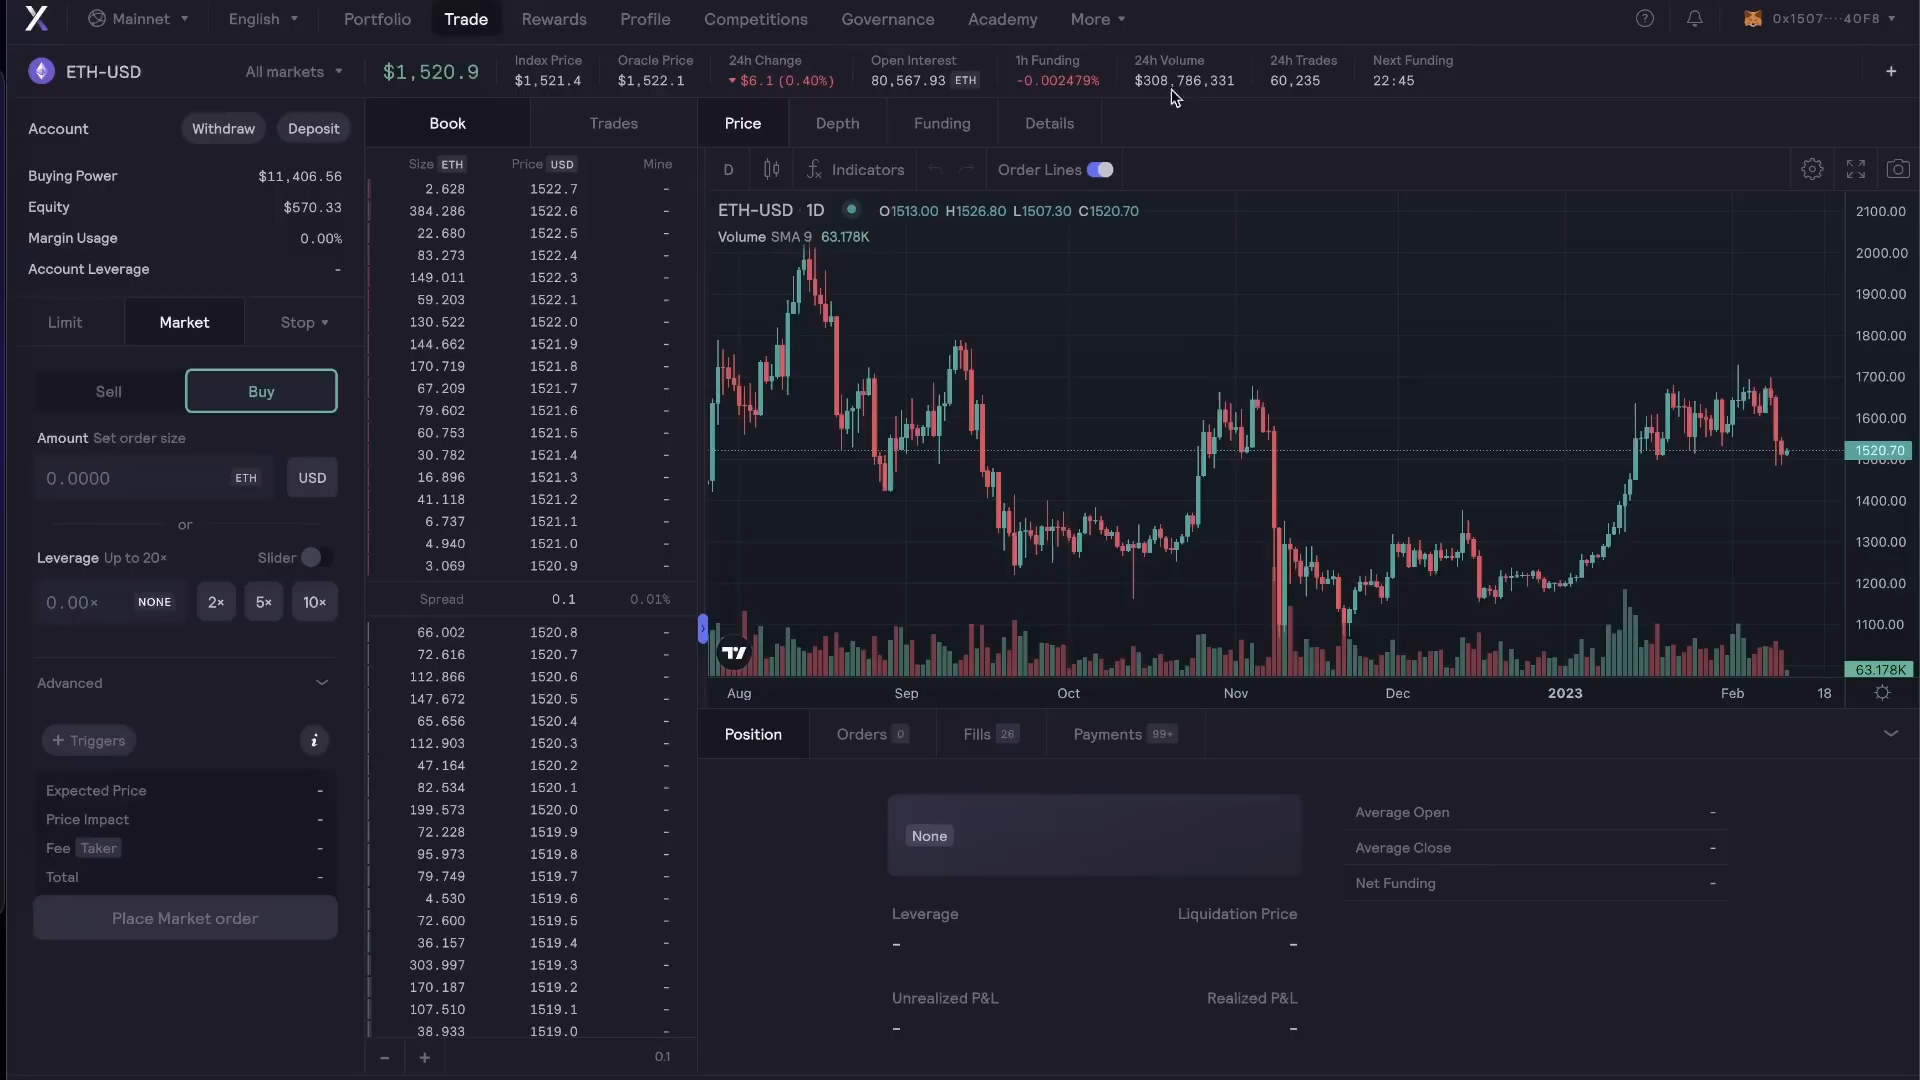 Mainnet English Portfolio Trade Rewards Profile Competitions Governance Academy More 0x1507····40F8
ETH-USD All markets $1,520.9
Index Price $1,521.4
Oracle Price $1,522.1
24h Change $6.1 (0.40%)
Open Interest 80,567.93 ETH
1h Funding -0.002479%
24h Volume $308,786,331
24h Trades 60,235
Next Funding 22:45
Account Withdraw Deposit
Buying Power $11,406.56
Equity $570.33
Margin Usage 0.00%
Account Leverage -
Limit Market Stop
Sell Buy
Amount Set order size
0.0000 ETH USD
or
Leverage Up to 20× Slider
0.00× NONE 2× 5× 10×
Advanced
+ Triggers i
Expected Price -
Price Impact -
Fee Taker -
Total -
Place Market order
Book Trades
Size ETH Price USD Mine
2.628 1522.7 -
384.286 1522.6 -
22.680 1522.5 -
83.273 1522.4 -
149.011 1522.3 -
59.203 1522.1 -
130.522 1522.0 -
144.662 1521.9 -
170.719 1521.8 -
67.209 1521.7 -
79.602 1521.6 -
60.753 1521.5 -
30.782 1521.4 -
16.896 1521.3 -
41.118 1521.2 -
6.737 1521.1 -
4.940 1521.0 -
3.069 1520.9 -
Spread 0.1 0.01%
66.002 1520.8 -
72.616 1520.7 -
112.866 1520.6 -
147.672 1520.5 -
65.656 1520.4 -
112.903 1520.3 -
47.164 1520.2 -
82.534 1520.1 -
199.573 1520.0 -
72.228 1519.9 -
95.973 1519.8 -
79.749 1519.7 -
4.530 1519.6 -
72.600 1519.5 -
36.157 1519.4 -
303.997 1519.3 -
170.187 1519.2 -
107.510 1519.1 -
38.933 1519.0 -
- + 0.1
Price Depth Funding Details
D Indicators Order Lines
ETH-USD · 1D O1513.00 H1526.80 L1507.30 C1520.70
Volume SMA 9 63.178K
2100.00
2000.00
1900.00
1800.00
1700.00
1600.00
1520.70
1500.00
1400.00
1300.00
1200.00
1100.00
63.178K
Aug Sep Oct Nov Dec 2023 Feb 18
Position Orders 0 Fills 26 Payments 99+
None
Leverage Liquidation Price
- -
Unrealized P&L Realized P&L
- -
Average Open -
Average Close -
Net Funding -